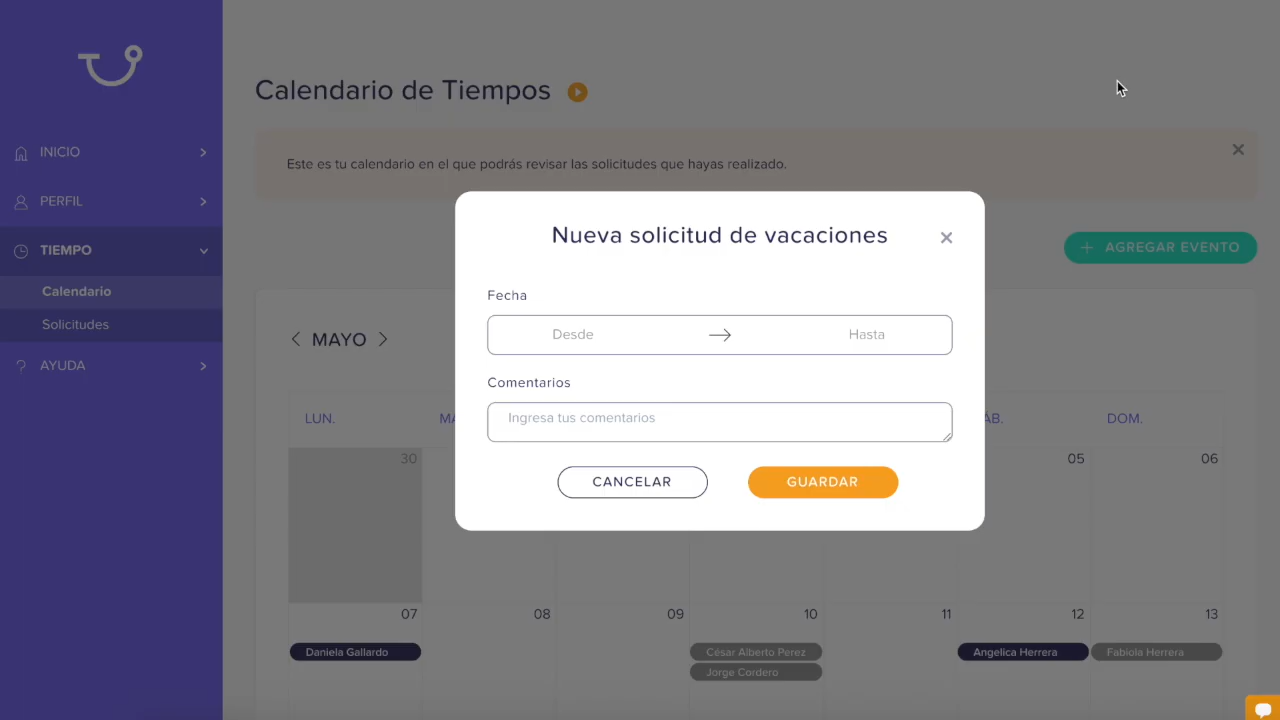 Calendario de Tiempos
INICIO
PERFIL
TIEMPO
Calendario
Solicitudes
AYUDA
Este es tu calendario en el que podrás revisar las solicitudes que hayas realizado.
AGREGAR EVENTO
Nueva solicitud de vacaciones
Fecha
Desde
Hasta
Comentarios
Ingresa tus comentarios
CANCELAR
GUARDAR
MAYO
LUN.
DOM.
30
05
06
07
08
09
10
11
12
13
Daniela Gallardo
César Alberto Perez
Angelica Herrera
Fabiola Herrera
Jorge Cordero